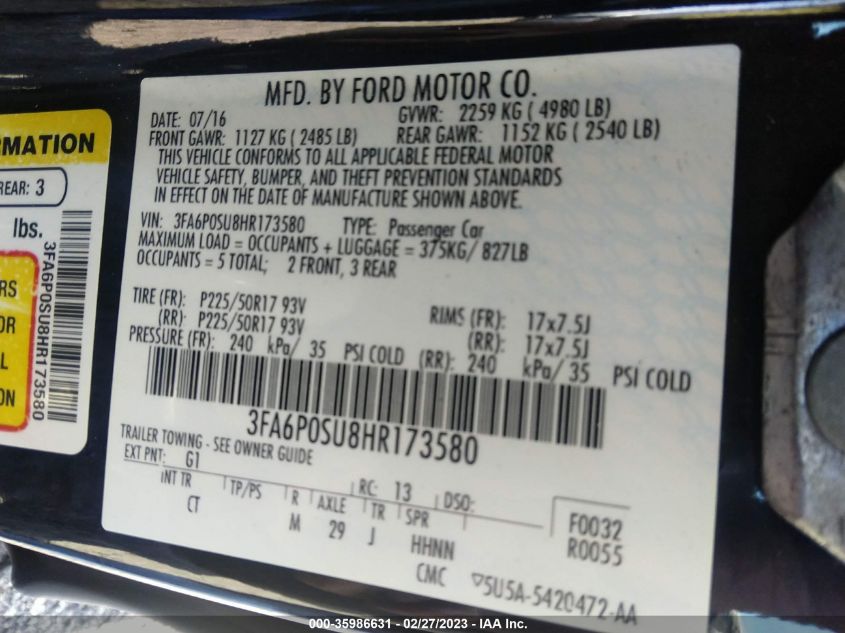 MFD. BY FORD MOTOR CO.
DATE: 07/16 GVWR: 2259 KG ( 4980 LB)
FRONT GAWR: 1127 KG ( 2485 LB) REAR GAWR: 1152 KG ( 2540 LB)
THIS VEHICLE CONFORMS TO ALL APPLICABLE FEDERAL MOTOR
VEHICLE SAFETY, BUMPER, AND THEFT PREVENTION STANDARDS
IN EFFECT ON THE DATE OF MANUFACTURE SHOWN ABOVE.
VIN: 3FA6P0SU8HR173580 TYPE: Passenger Car
MAXIMUM LOAD = OCCUPANTS + LUGGAGE = 375KG/ 827LB
OCCUPANTS = 5 TOTAL; 2 FRONT, 3 REAR
TIRE (FR): P225/50R17 93V RIMS (FR): 17x7.5J
(RR): P225/50R17 93V (RR): 17x7.5J
PRESSURE (FR): 240 kPa/ 35 PSI COLD (RR): 240 kPa/ 35 PSI COLD
3FA6P0SU8HR173580
TRAILER TOWING - SEE OWNER GUIDE
EXT PNT: G1 RC: 13 DSO:
INT TR TP/PS R AXLE TR SPR
CT M 29 J HHNN
CMC
F0032
R0055
▽5U5A-5420472-AA
RMATION
REAR: 3
lbs.
3FA6P0SU8HR173580
RS
OR
L
ON
000-35986631 - 02/27/2023 - IAA Inc.